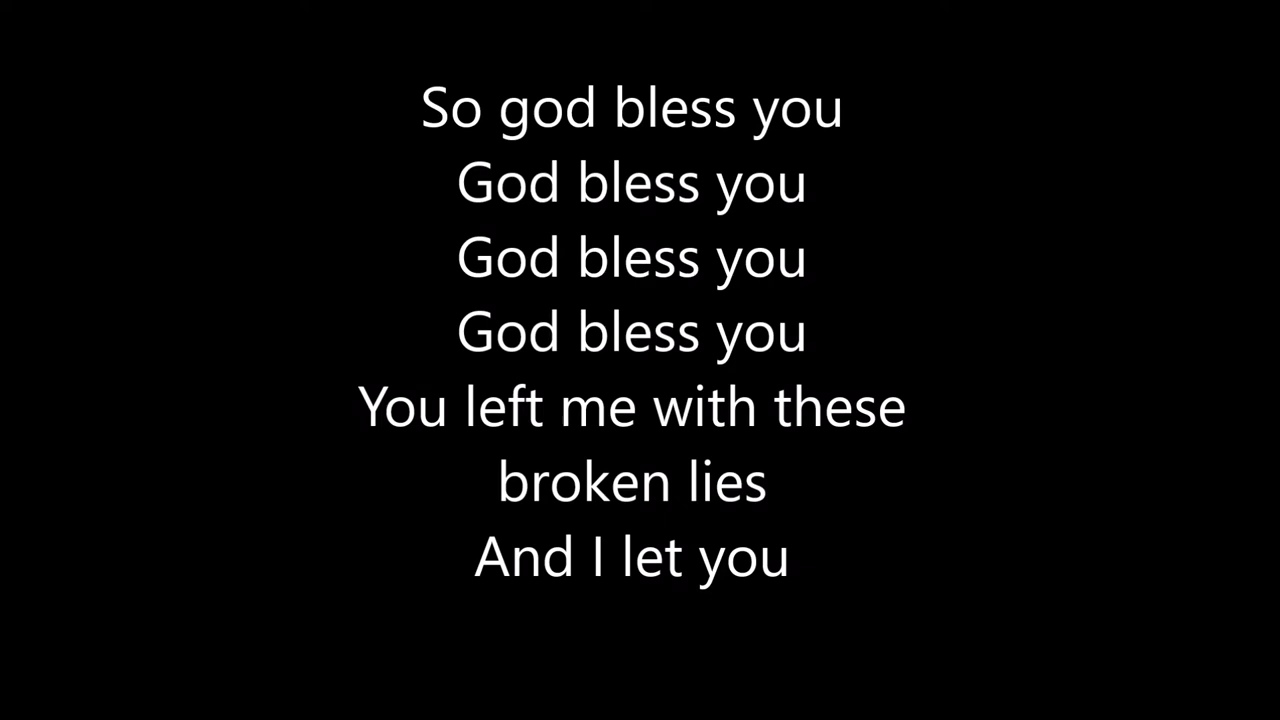 So god bless you
God bless you
God bless you
God bless you
You left me with these
broken lies
And I let you